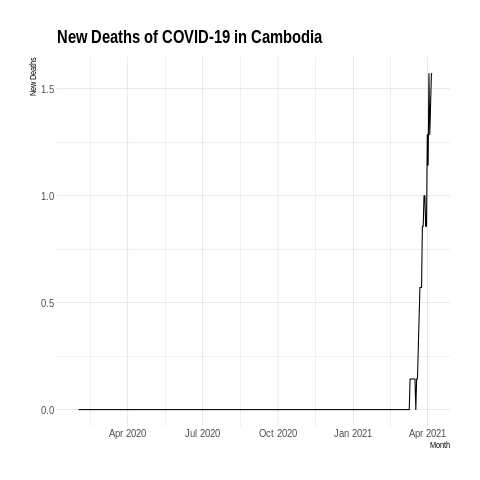 New Deaths of COVID-19 in Cambodia
New Deaths
1.5
1.0
0.5
0.0
Apr 2020 Jul 2020 Oct 2020 Jan 2021 Apr 2021
Month